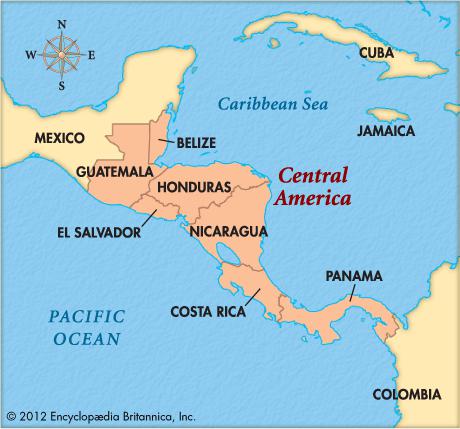 N
W E
S
CUBA
Caribbean Sea
JAMAICA
MEXICO
BELIZE
GUATEMALA
HONDURAS
Central
America
EL SALVADOR
NICARAGUA
PANAMA
COSTA RICA
PACIFIC
OCEAN
COLOMBIA
© 2012 Encyclopædia Britannica, Inc.